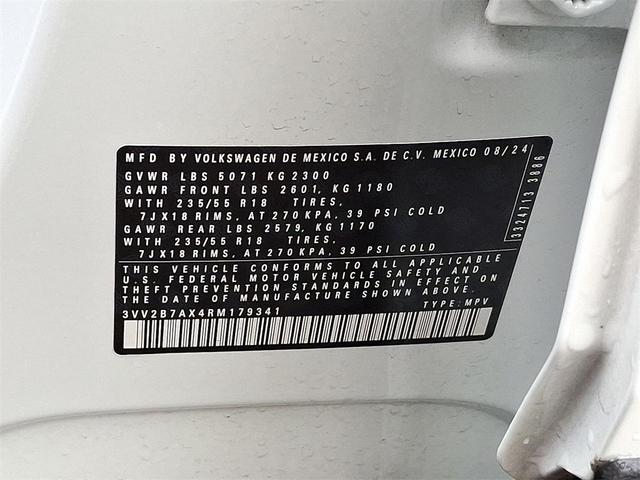 MFD BY VOLKSWAGEN DE MEXICO S.A. DE C.V. MEXICO 08/24
GVWR LBS 5071 KG 2300
GAWR FRONT LBS 2601, KG 1180
WITH 235/55 R18 TIRES,
7JX18 RIMS, AT 270 KPA, 39 PSI COLD
GAWR REAR LBS 2579, KG 1170
WITH 235/55 R18 TIRES,
7JX18 RIMS, AT 270 KPA, 39 PSI COLD
3324713 3886
THIS VEHICLE CONFORMS TO ALL APPLICABLE
U.S. FEDERAL MOTOR VEHICLE SAFETY AND
THEFT PREVENTION STANDARDS IN EFFECT ON
THE DATE OF MANUFACTURE SHOWN ABOVE.
3VV2B7AX4RM179341 TYPE: MPV